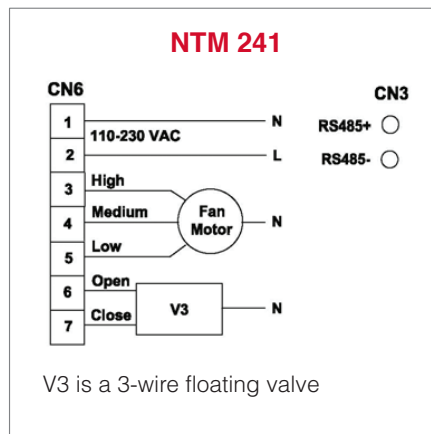 NTM 241
CN6
CN3
1
110-230 VAC
N
RS485+
2
L
RS485-
3
High
4
Medium
Fan
Motor
N
5
Low
6
Open
V3
N
7
Close
V3 is a 3-wire floating valve